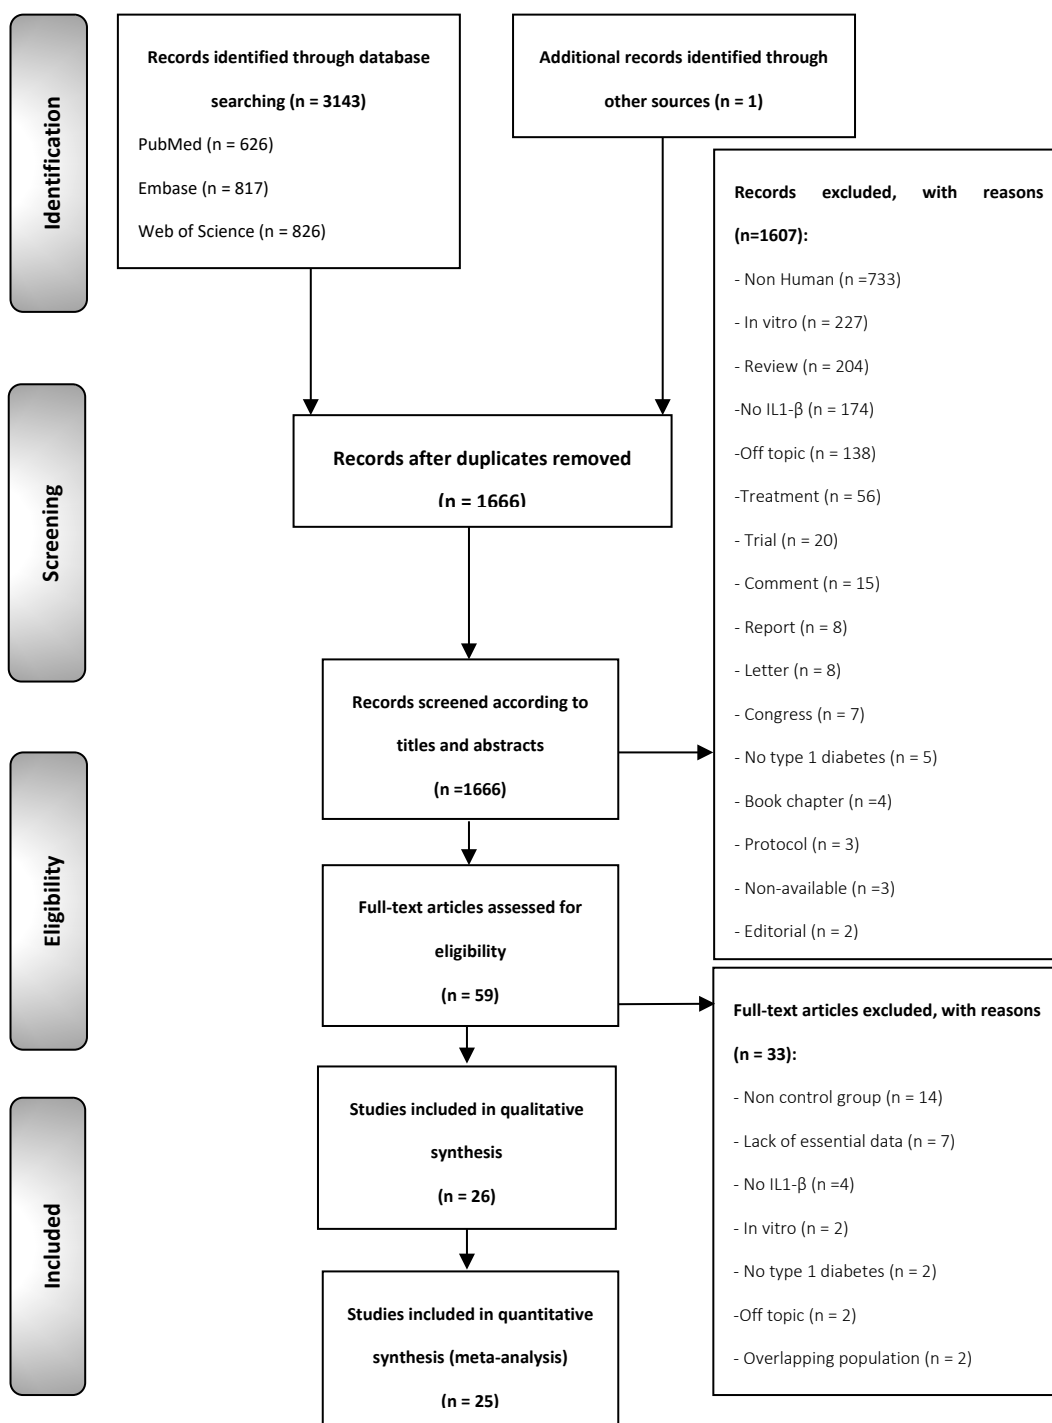 Identification
Records identified through database
searching (n = 3143)
PubMed (n = 626)
Embase (n = 817)
Web of Science (n = 826)
Additional records identified through
other sources (n = 1)
Records excluded, with reasons
(n=1607):
- Non Human (n =733)
- In vitro (n = 227)
- Review (n = 204)
-No IL1-β (n = 174)
-Off topic (n = 138)
-Treatment (n = 56)
- Trial (n = 20)
- Comment (n = 15)
- Report (n = 8)
- Letter (n = 8)
- Congress (n = 7)
- No type 1 diabetes (n = 5)
- Book chapter (n =4)
- Protocol (n = 3)
- Non-available (n =3)
- Editorial (n = 2)
Screening
Records after duplicates removed
(n = 1666)
Records screened according to
titles and abstracts
(n =1666)
Eligibility
Full-text articles assessed for
eligibility
(n = 59)
Full-text articles excluded, with reasons
(n = 33):
- Non control group (n = 14)
- Lack of essential data (n = 7)
- No IL1-β (n =4)
- In vitro (n = 2)
- No type 1 diabetes (n = 2)
-Off topic (n = 2)
- Overlapping population (n = 2)
Included
Studies included in qualitative
synthesis
(n = 26)
Studies included in quantitative
synthesis (meta-analysis)
(n = 25)